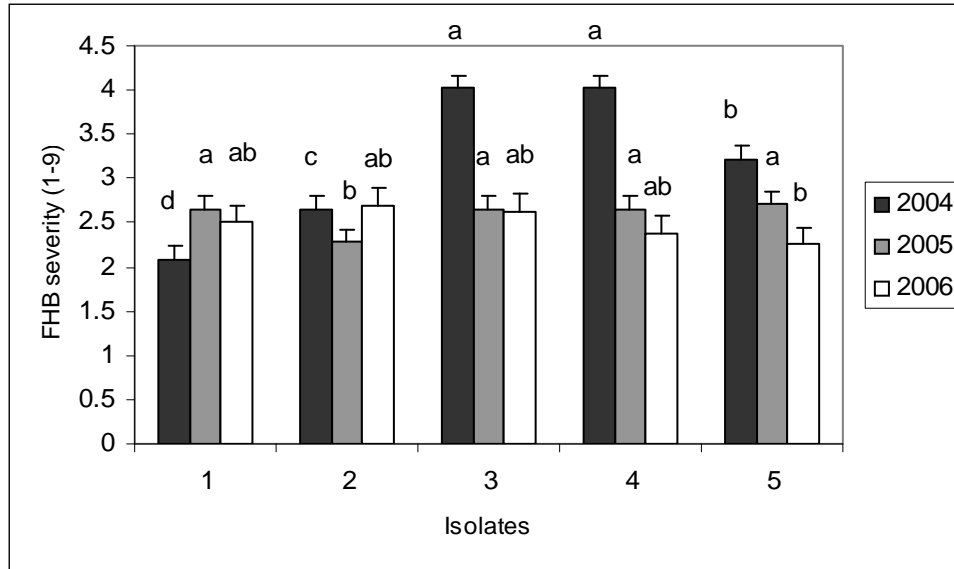 a a
4.5
4
3.5
3
2.5
2
1.5
1
0.5
0
FHB severity (1-9)
d a ab
c b ab
a ab
a ab
b a b
1 2 3 4 5
Isolates
2004
2005
2006